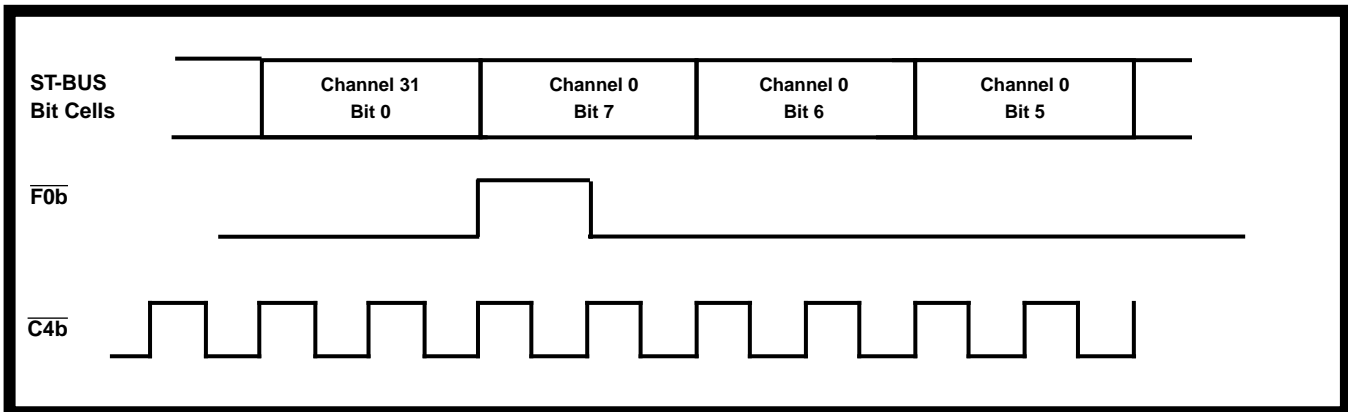 ST-BUS
Bit Cells
Channel 31
Bit 0
Channel 0
Bit 7
Channel 0
Bit 6
Channel 0
Bit 5
F0b
C4b